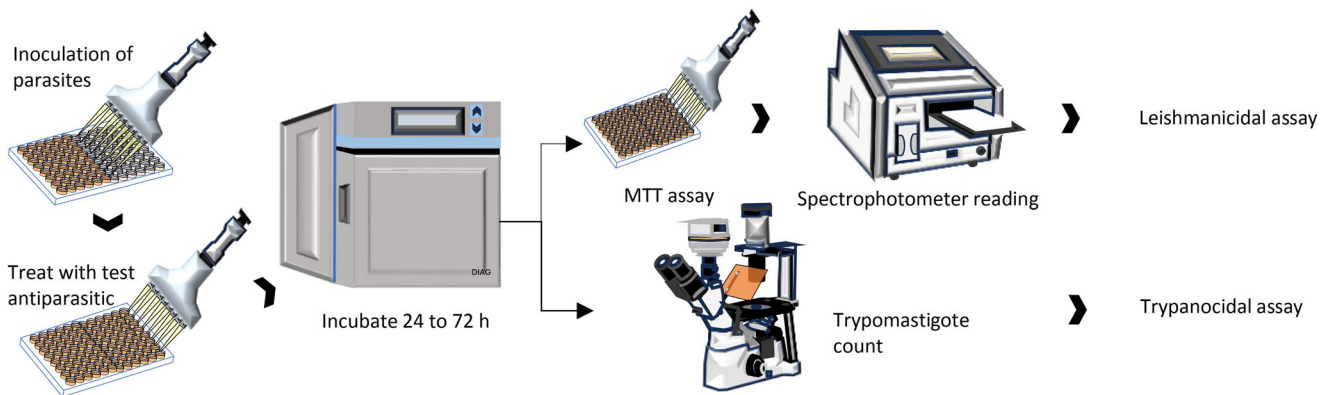 Inoculation of
parasites
Treat with test
antiparasitic
DIAG
Incubate 24 to 72 h
MTT assay
Spectrophotometer reading
Leishmanicidal assay
Trypomastigote
count
Trypanocidal assay